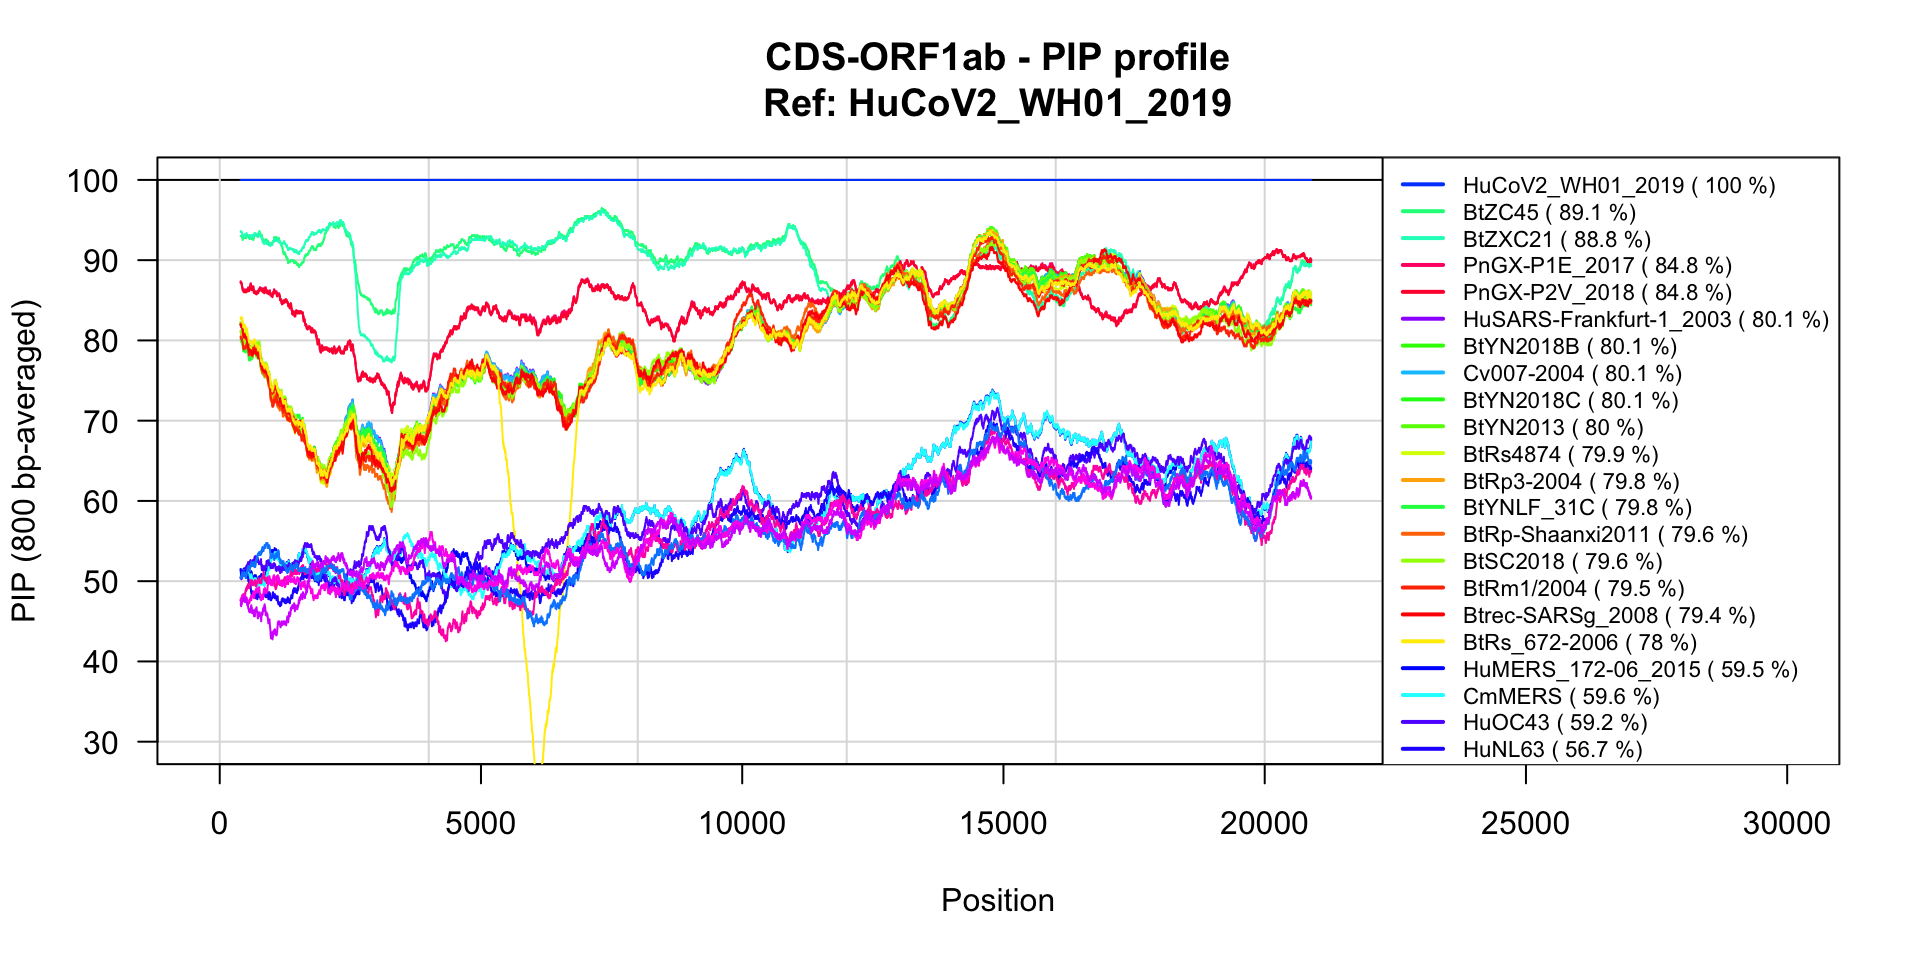 CDS-ORF1ab - PIP profile
Ref: HuCoV2_WH01_2019
PIP (800 bp-averaged)
100
90
80
70
60
50
40
30
0
5000
10000
15000
20000
25000
30000
Position
HuCoV2_WH01_2019 ( 100 %)
BtZC45 ( 89.1 %)
BtZXC21 ( 88.8 %)
PnGX-P1E_2017 ( 84.8 %)
PnGX-P2V_2018 ( 84.8 %)
HuSARS-Frankfurt-1_2003 ( 80.1 %)
BtYN2018B ( 80.1 %)
Cv007-2004 ( 80.1 %)
BtYN2018C ( 80.1 %)
BtYN2013 ( 80 %)
BtRs4874 ( 79.9 %)
BtRp3-2004 ( 79.8 %)
BtYNLF_31C ( 79.8 %)
BtRp-Shaanxi2011 ( 79.6 %)
BtSC2018 ( 79.6 %)
BtRm1/2004 ( 79.5 %)
Btrec-SARSg_2008 ( 79.4 %)
BtRs_672-2006 ( 78 %)
HuMERS_172-06_2015 ( 59.5 %)
CmMERS ( 59.6 %)
HuOC43 ( 59.2 %)
HuNL63 ( 56.7 %)